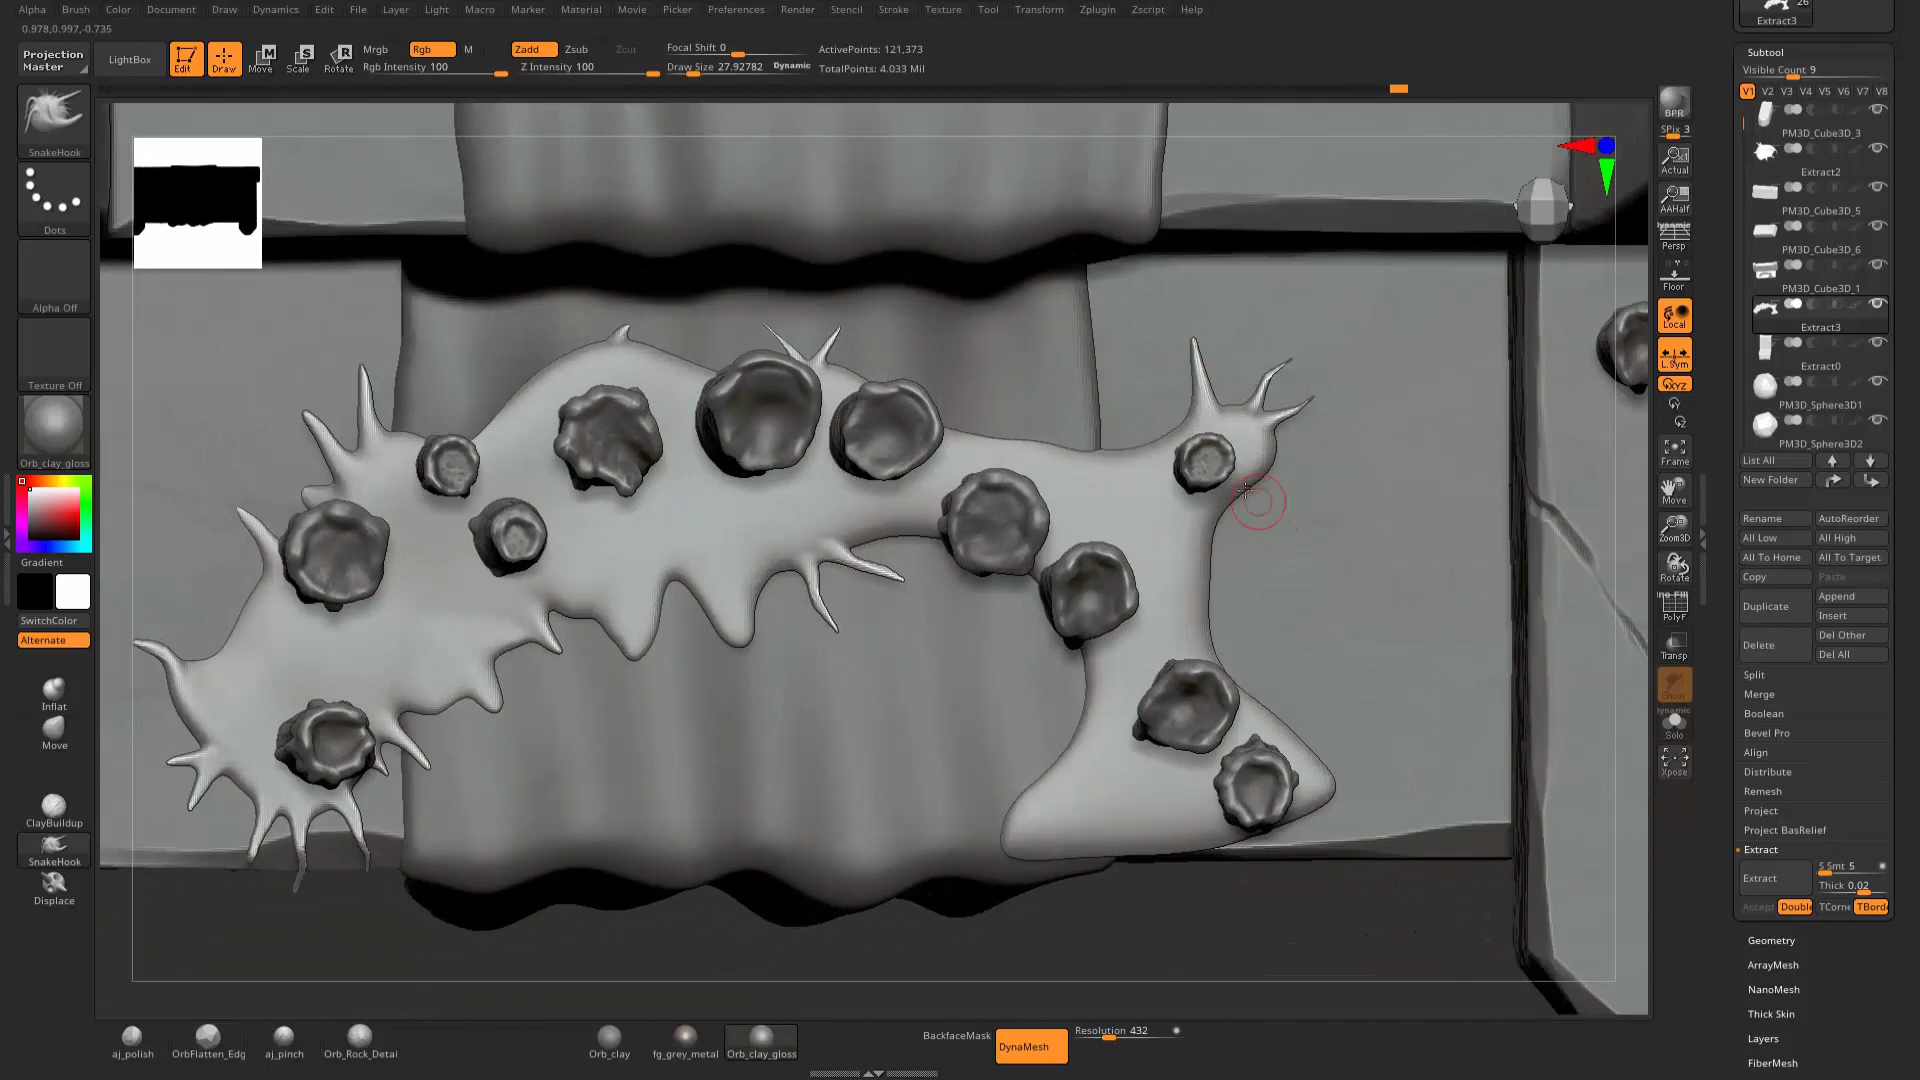 Alpha Brush Color Document Draw Dynamics Edit File Layer Light Macro Marker Material Movie Picker Preferences Render Stencil Stroke Texture Tool Transform Zplugin Zscript Help
0.978,0.997,-0.735
Projection Master
LightBox
Edit
Draw
Move
Scale
Rotate
Mrgb Rgb M
Rgb Intensity 100
Zadd Zsub Zcut
Z Intensity 100
Focal Shift 0
Draw Size 27.92782 Dynamic
ActivePoints: 121,373
TotalPoints: 4.033 Mil
SnakeHook
Dots
Alpha Off
Texture Off
Orb_clay_gloss
Gradient
SwitchColor
Alternate
Inflat
Move
ClayBuildup
SnakeHook
Displace
BPR
SPix 3
Actual
AAHalf
Persp
Floor
Local
L.Sym
XYZ
Frame
Move
Zoom3D
Rotate
PolyF
Transp
Ghost
Dynamic
Solo
Xpose
26
Extract3
Subtool
Visible Count 9
V1 V2 V3 V4 V5 V6 V7 V8
PM3D_Cube3D_3
Extract2
PM3D_Cube3D_5
PM3D_Cube3D_6
PM3D_Cube3D_1
Extract3
Extract0
PM3D_Sphere3D1
PM3D_Sphere3D2
List All
New Folder
Rename AutoReorder
All Low All High
All To Home All To Target
Copy Paste
Duplicate Append
Insert
Delete Del Other
Del All
Split
Merge
Boolean
Bevel Pro
Align
Distribute
Remesh
Project
Project BasRelief
Extract
Extract
S Smt 5
Thick 0.02
Accept Double TCorne TBorde
Geometry
ArrayMesh
NanoMesh
Thick Skin
Layers
FiberMesh
aj_polish OrbFlatten_Edg aj_pinch Orb_Rock_Detai Orb_clay fg_grey_metal Orb_clay_gloss
BackfaceMask
DynaMesh
Resolution 432